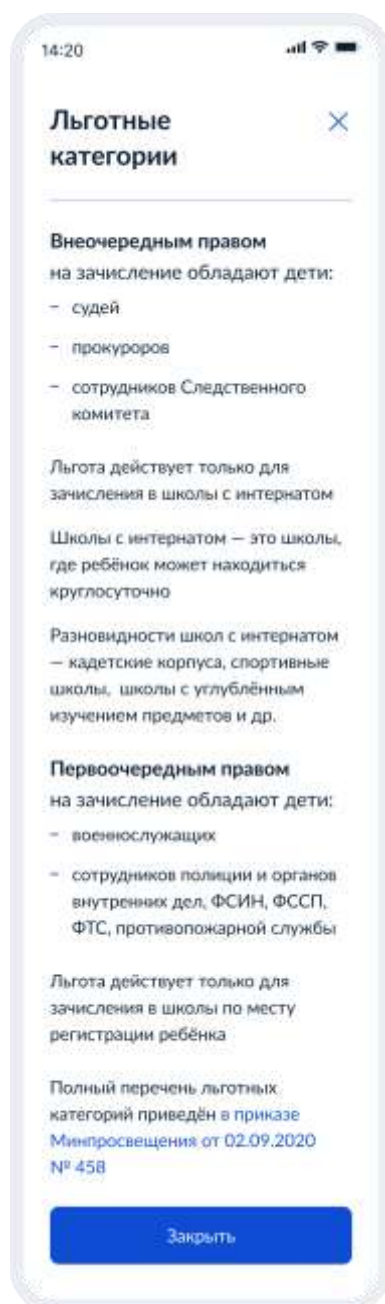 14:20
Льготные
категории
Внеочередным правом
на зачисление обладают дети:
– судей
– прокуроров
– сотрудников Следственного
комитета
Льгота действует только для
зачисления в школы с интернатом
Школы с интернатом — это школы,
где ребёнок может находиться
круглосуточно
Разновидности школ с интернатом
— кадетские корпуса, спортивные
школы, школы с углублённым
изучением предметов и др.
Первоочередным правом
на зачисление обладают дети:
– военнослужащих
– сотрудников полиции и органов
внутренних дел, ФСИН, ФССП,
ФТС, противопожарной службы
Льгота действует только для
зачисления в школы по месту
регистрации ребёнка
Полный перечень льготных
категорий приведён в приказе
Минпросвещения от 02.09.2020
№ 458
Закрыть